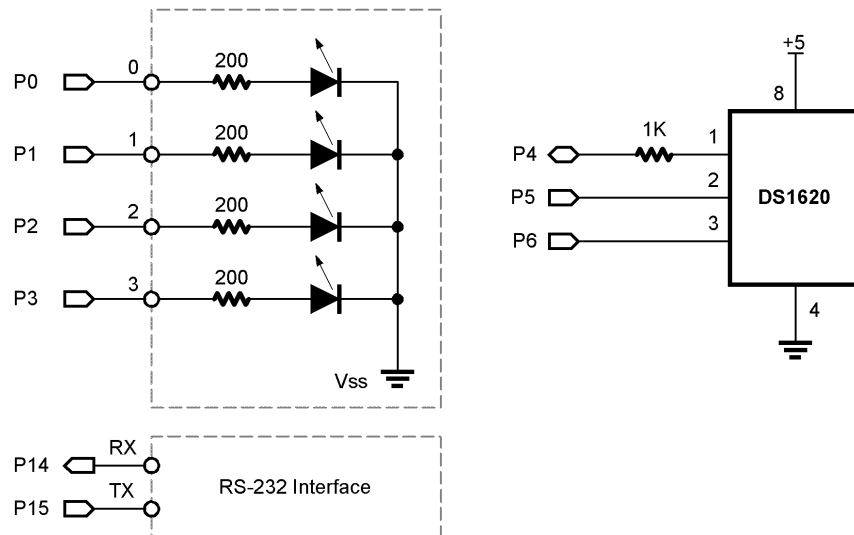 P0 0 200
P1 1 200
P2 2 200
P3 3 200
Vss
P14 RX
P15 TX
RS-232 Interface
+5
8
P4 1K 1
P5 2
P6 3
DS1620
4